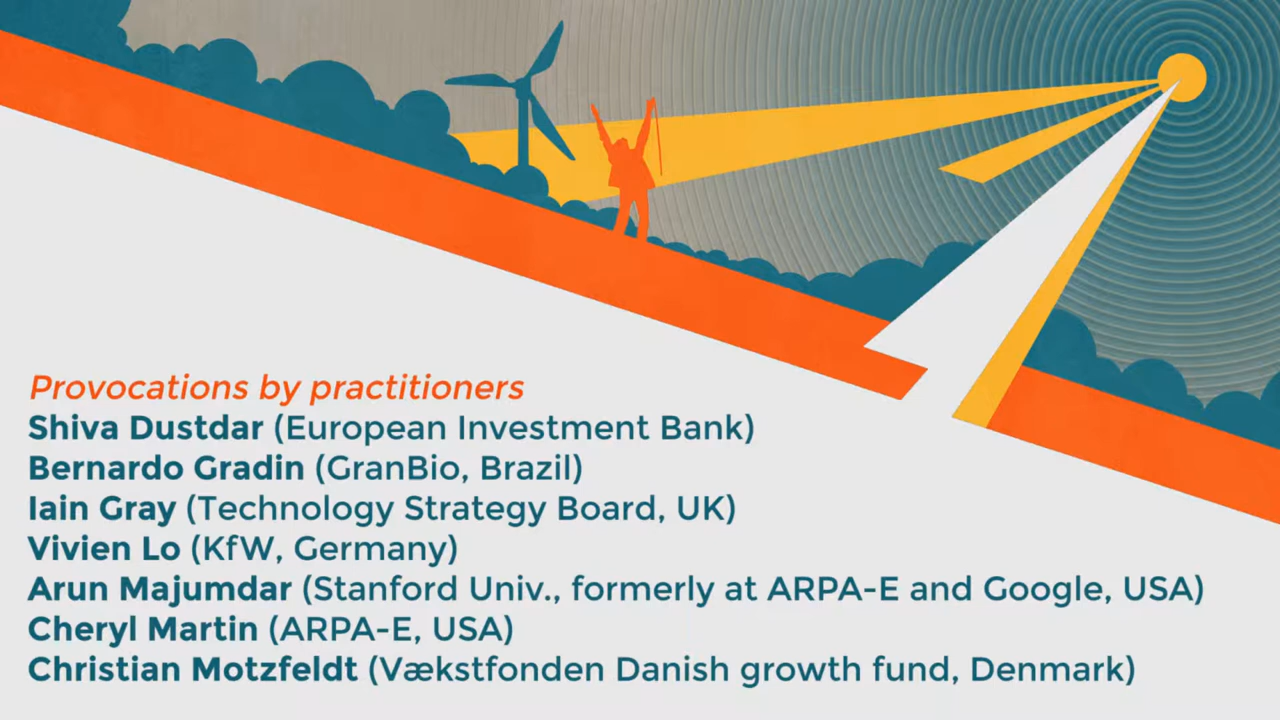 Provocations by practitioners
Shiva Dustdar (European Investment Bank)
Bernardo Gradin (GranBio, Brazil)
Iain Gray (Technology Strategy Board, UK)
Vivien Lo (KfW, Germany)
Arun Majumdar (Stanford Univ., formerly at ARPA-E and Google, USA)
Cheryl Martin (ARPA-E, USA)
Christian Motzfeldt (Vækstfonden Danish growth fund, Denmark)